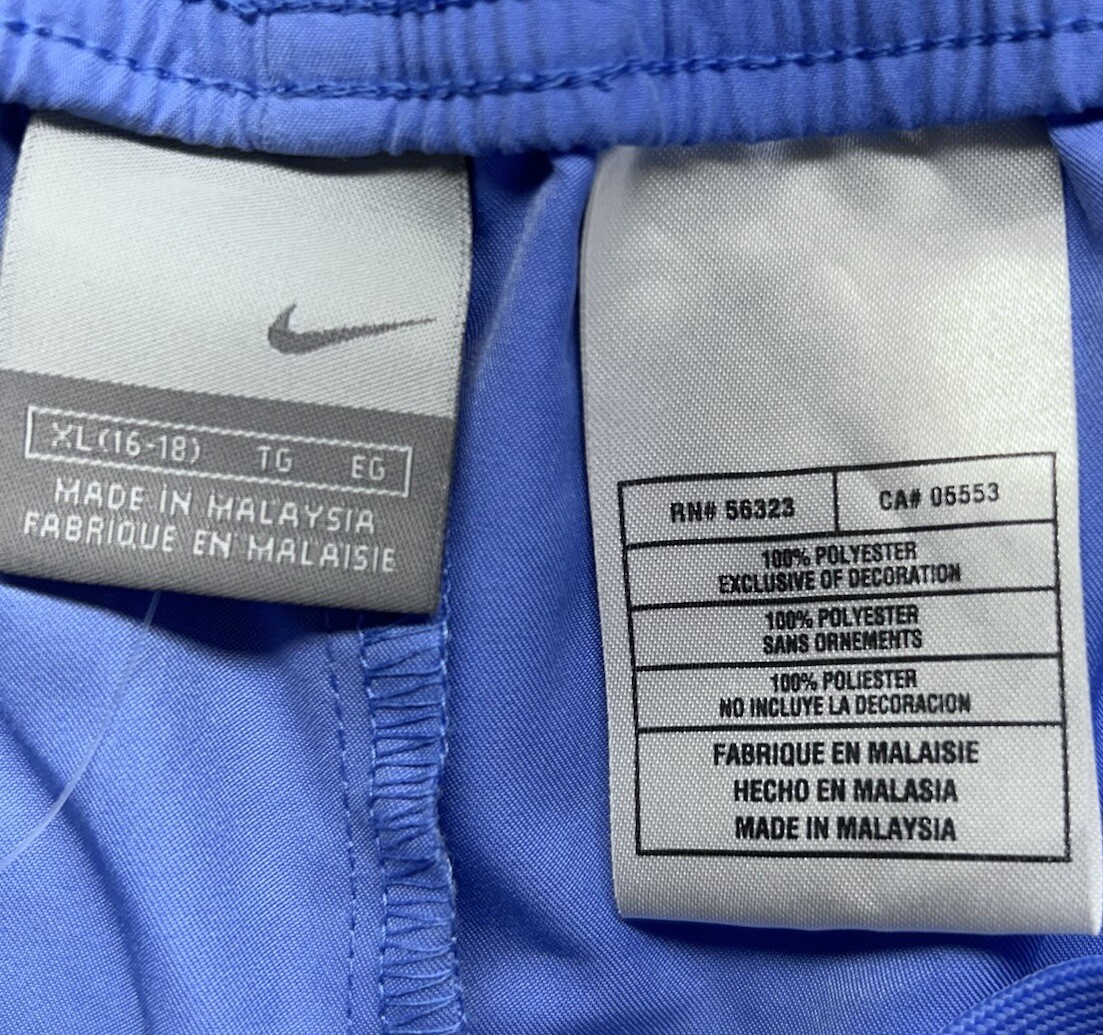 XL(16-18) TG EG
MADE IN MALAYSIA
FABRIQUE EN MALAISIE
RN# 56323 CA# 05553
100% POLYESTER
EXCLUSIVE OF DECORATION
100% POLYESTER
SANS ORNEMENTS
100% POLIESTER
NO INCLUYE LA DECORACION
FABRIQUE EN MALAISIE
HECHO EN MALASIA
MADE IN MALAYSIA